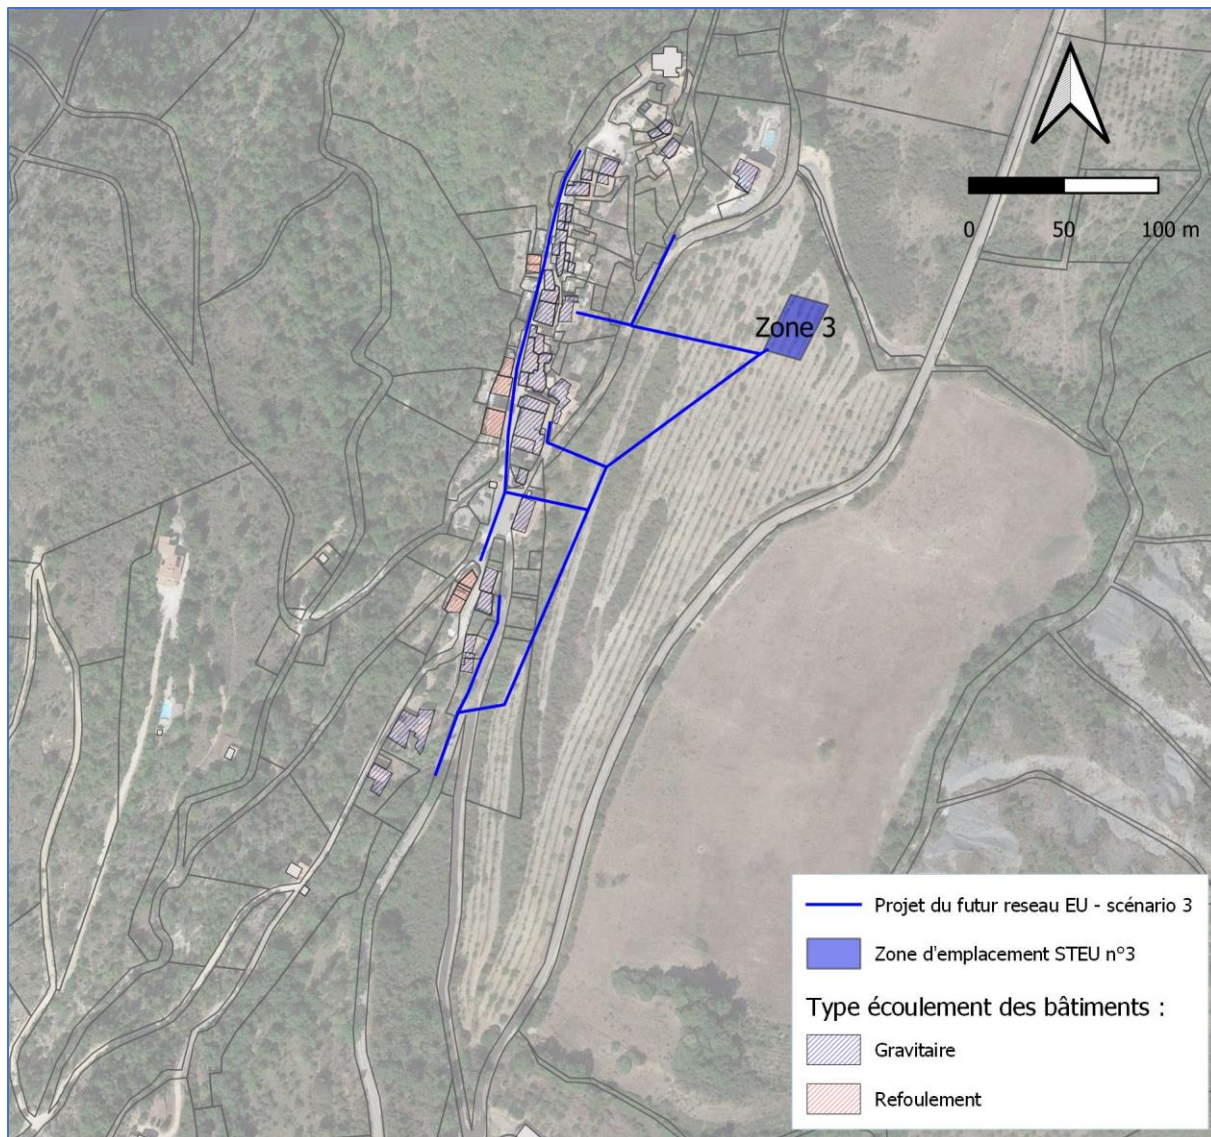 Zone 3
0 50 100 m
Projet du futur reseau EU - scénario 3
Zone d'emplacement STEU n°3
Type écoulement des bâtiments :
Gravitaire
Refoulement